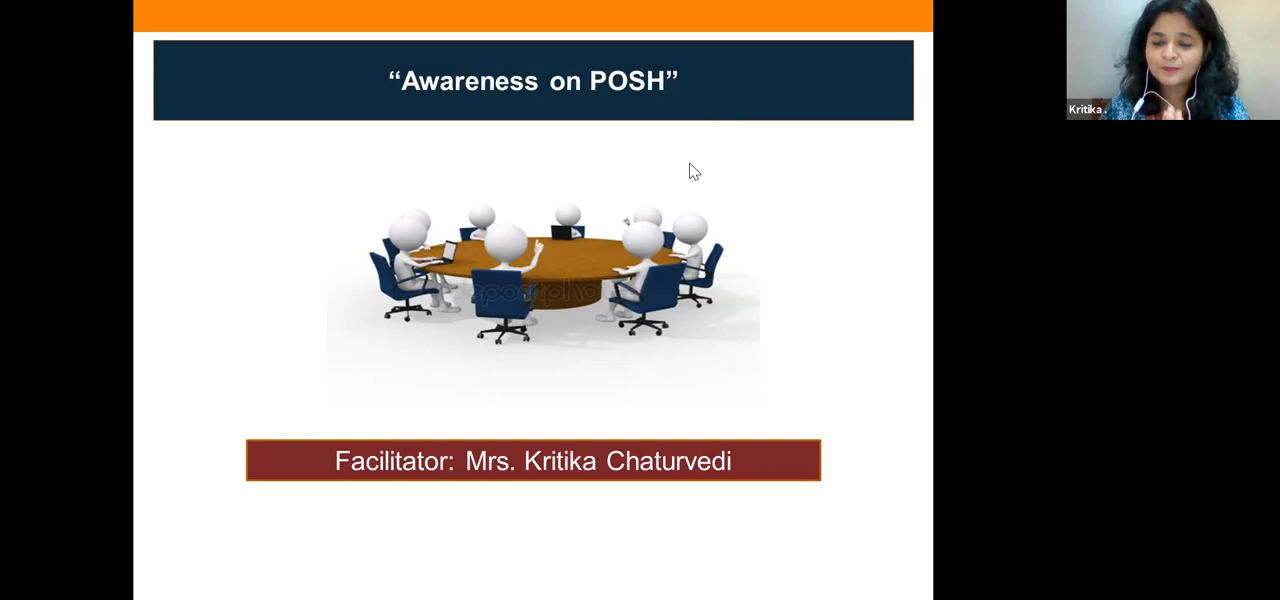 “Awareness on POSH”
Kritika .
Facilitator: Mrs. Kritika Chaturvedi